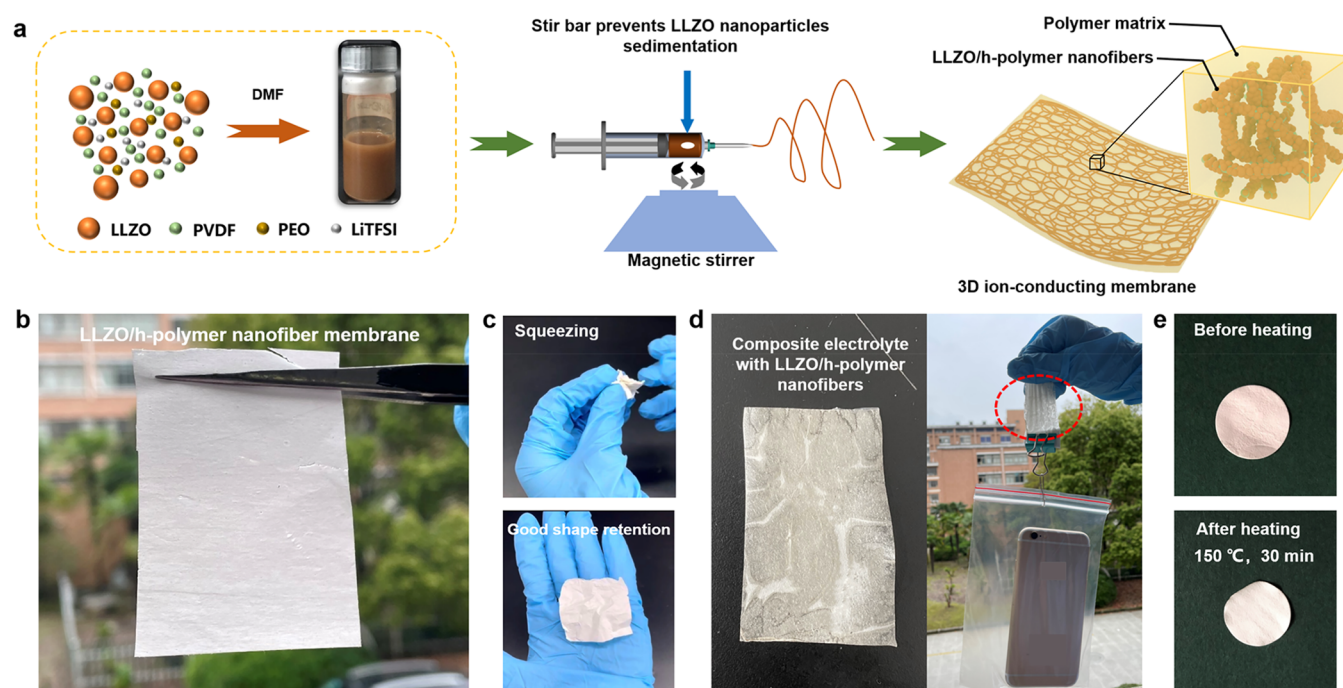 a
DMF
LLZO
PVDF
PEO
LiTFSI
Stir bar prevents LLZO nanoparticles
sedimentation
Magnetic stirrer
Polymer matrix
LLZO/h-polymer nanofibers
3D ion-conducting membrane
b
LLZO/h-polymer nanofiber membrane
c
Squeezing
Good shape retention
d
Composite electrolyte
with LLZO/h-polymer
nanofibers
e
Before heating
After heating
150 ℃, 30 min